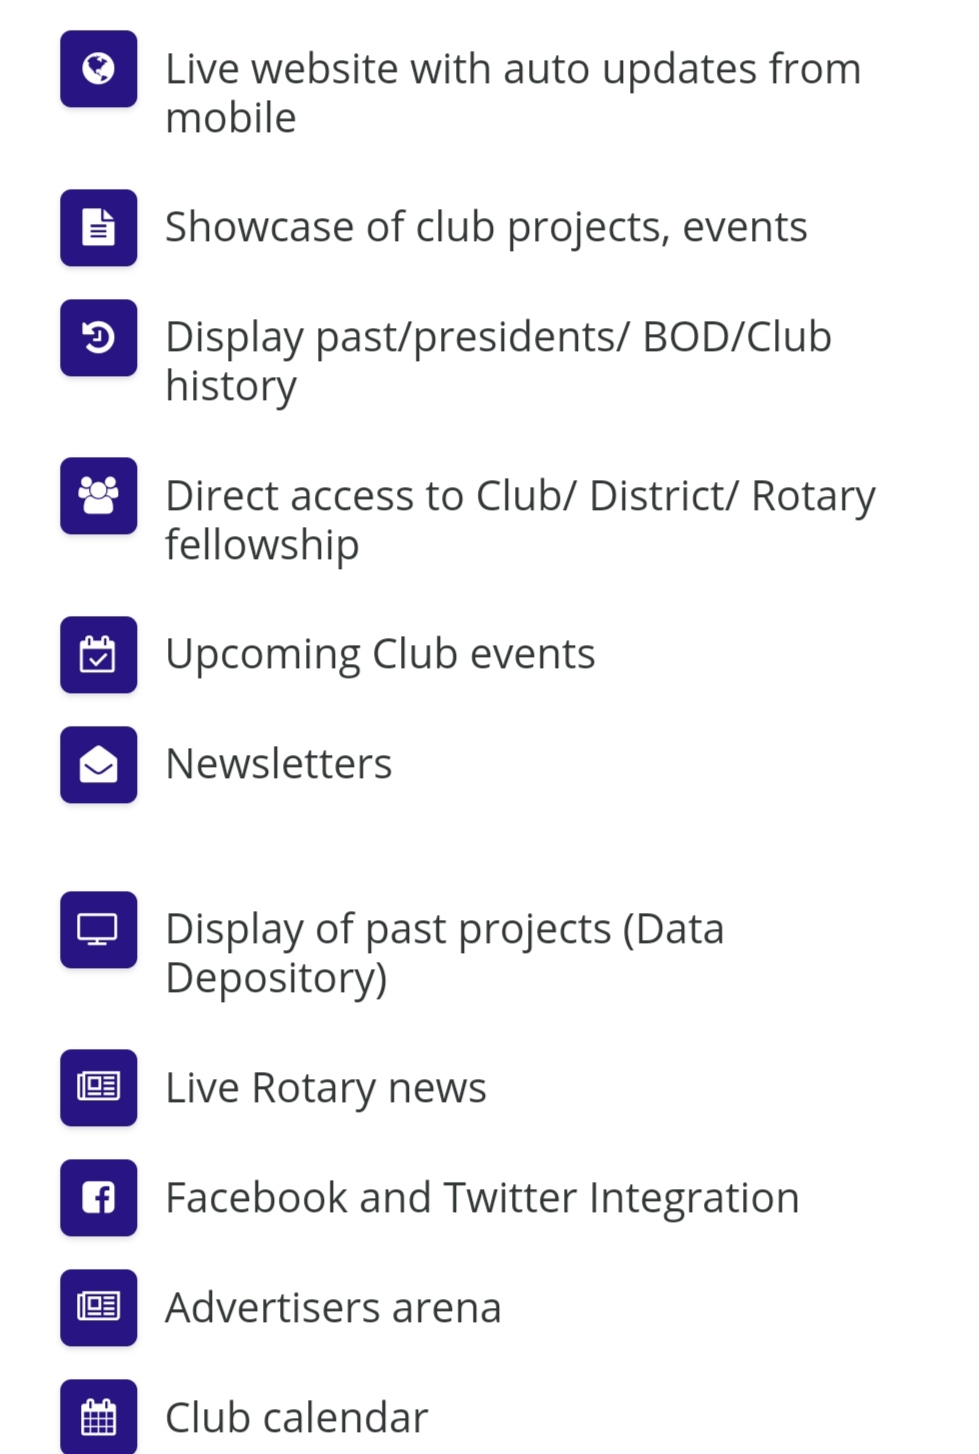 Live website with auto updates from
mobile
Showcase of club projects, events
Display past/presidents/ BOD/Club
history
Direct access to Club/ District/ Rotary
fellowship
Upcoming Club events
Newsletters
Display of past projects (Data
Depository)
Live Rotary news
Facebook and Twitter Integration
Advertisers arena
Club calendar